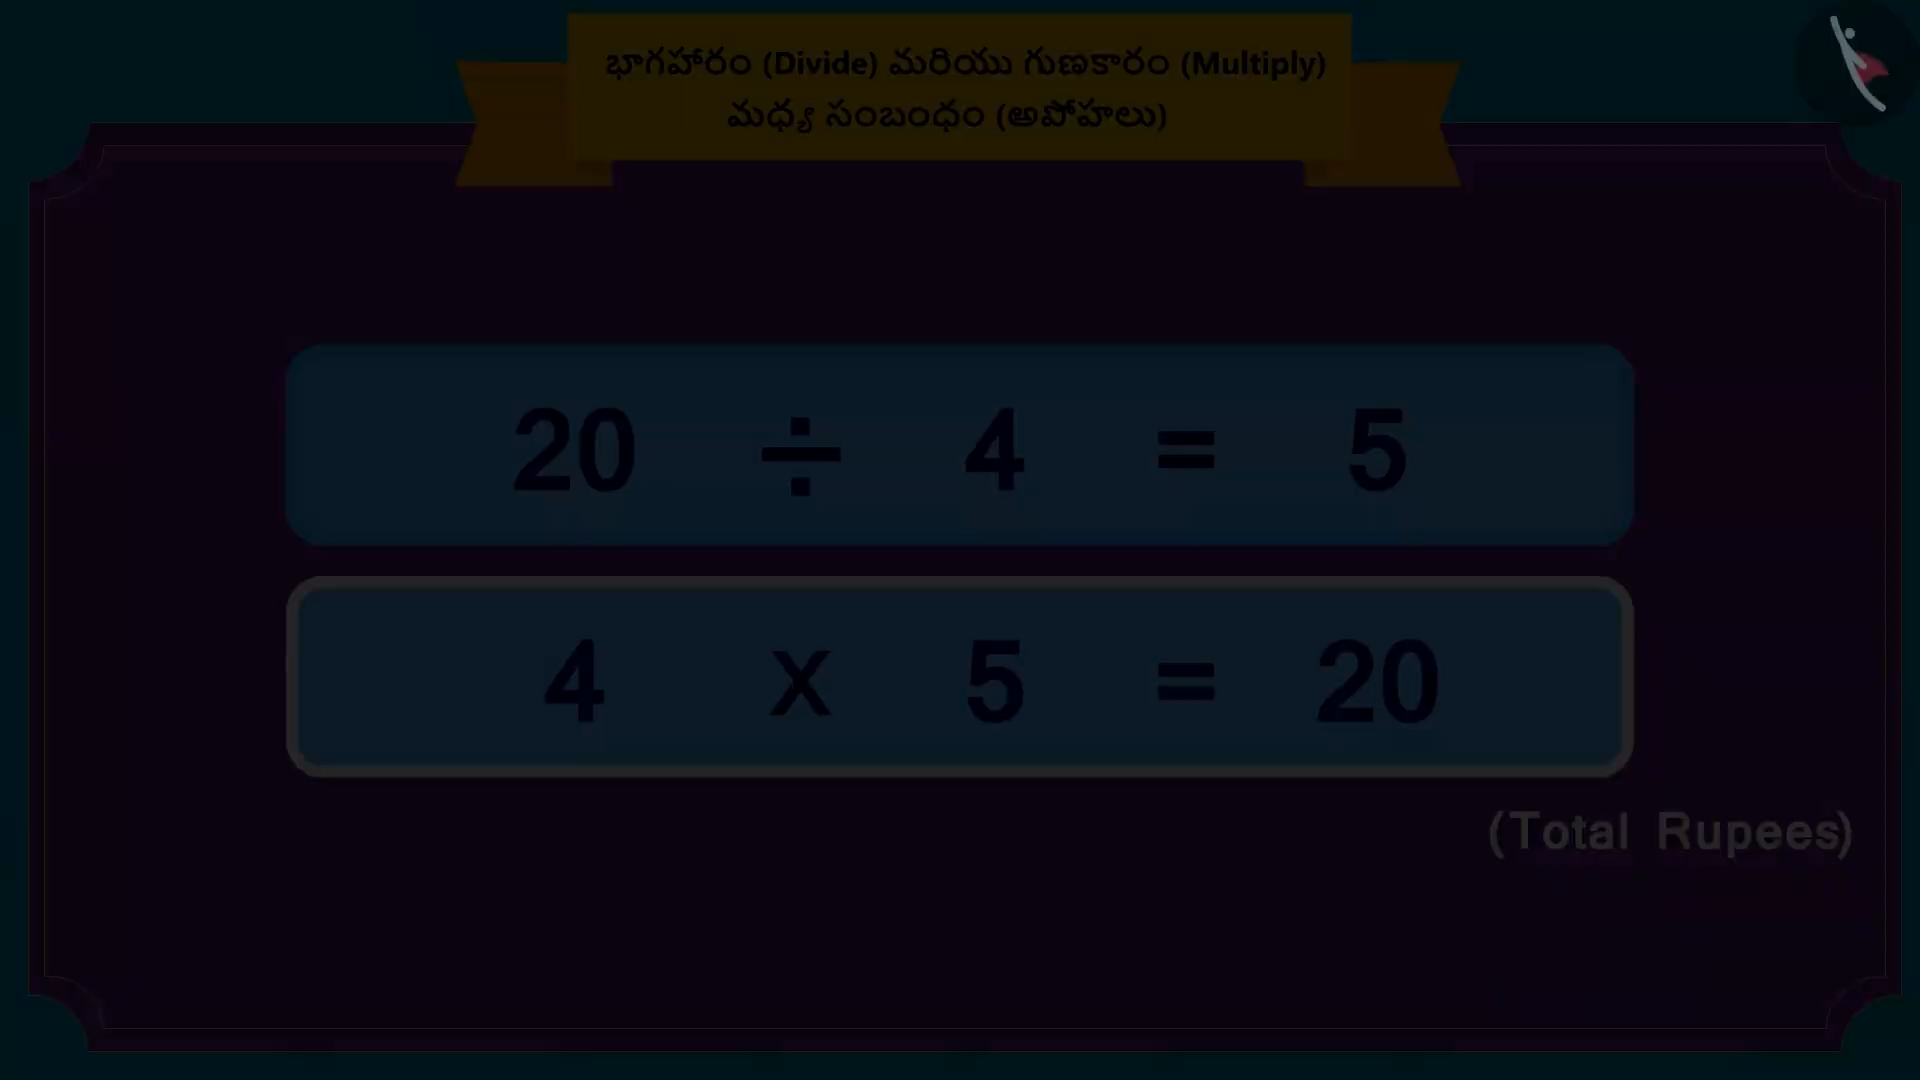 భాగహారం (Divide) మరియు గుణకారం (Multiply)
మధ్య సంబంధం (అపోహలు)
20 ÷ 4 = 5
4 x 5 = 20
(Total Rupees)